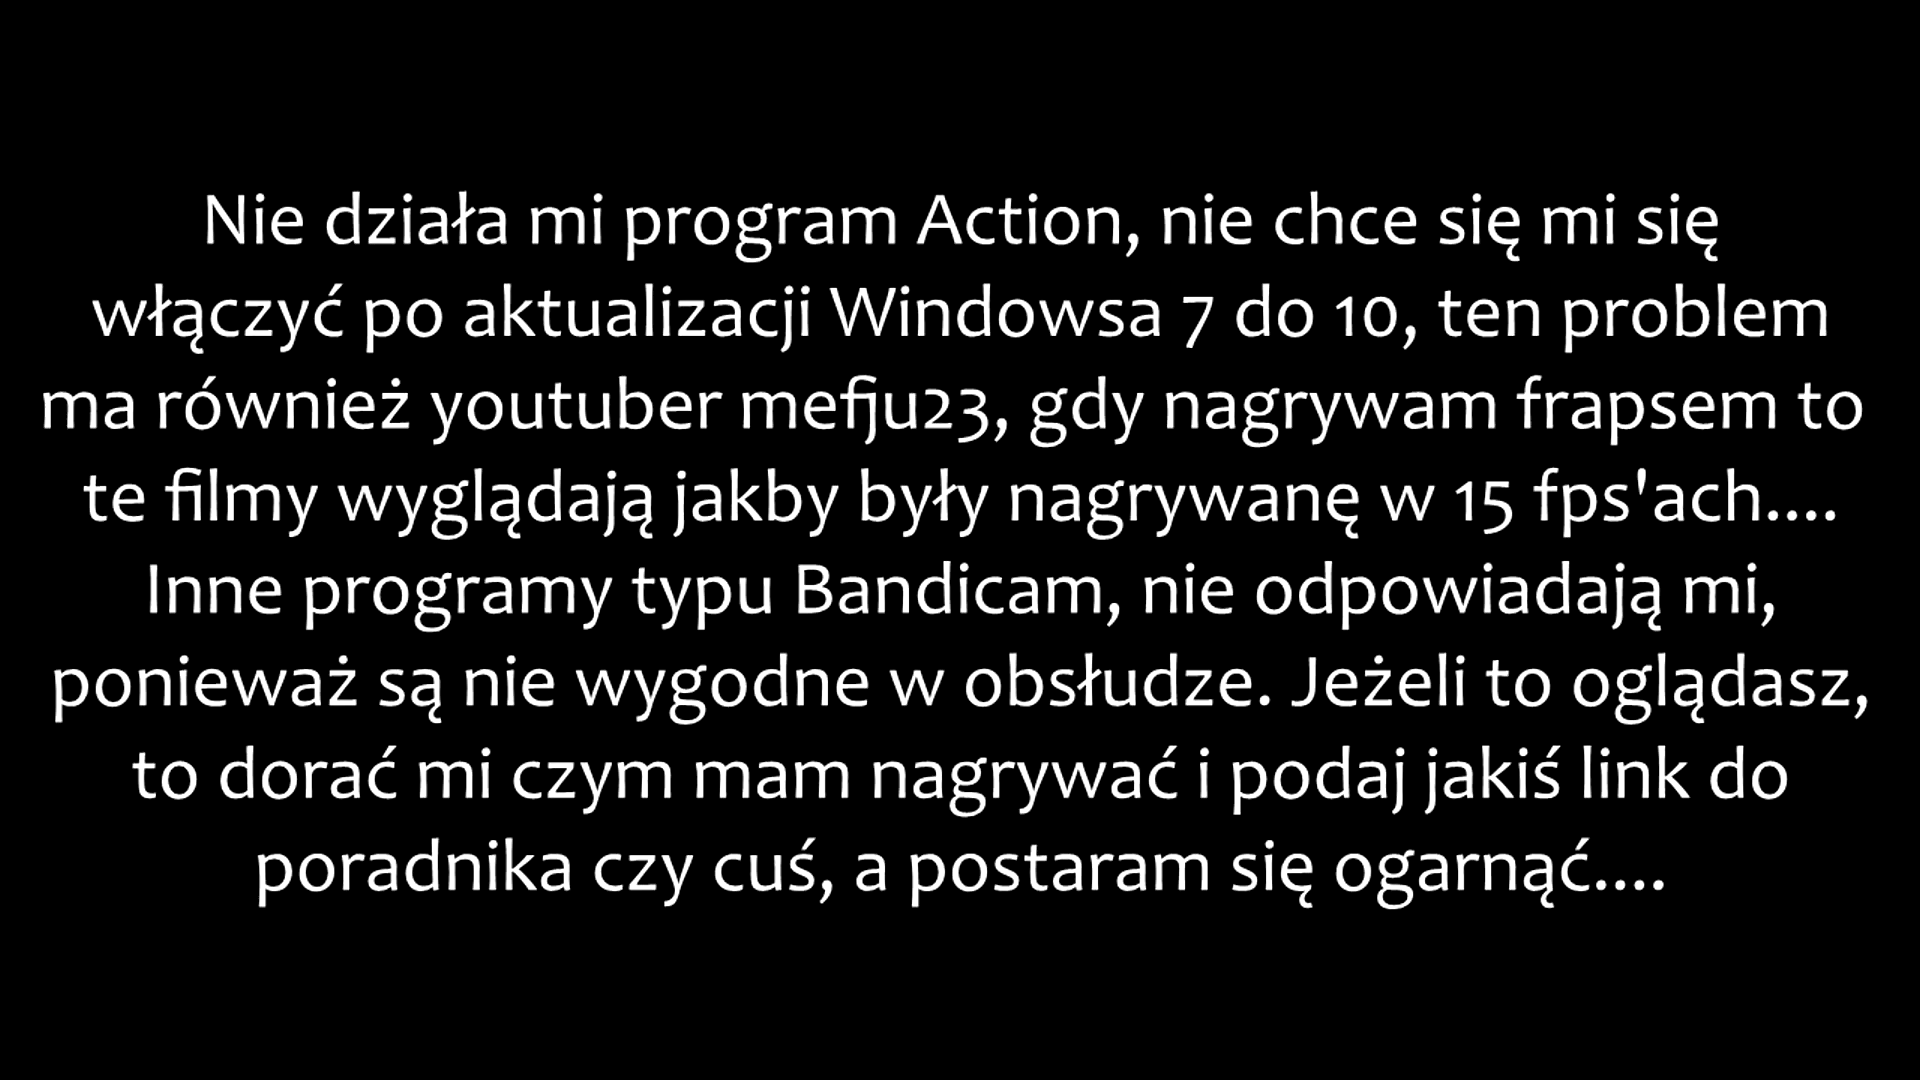 Nie działa mi program Action, nie chce się mi się
włączyć po aktualizacji Windowsa 7 do 10, ten problem
ma również youtuber mefju23, gdy nagrywam frapsem to
te filmy wyglądają jakby były nagrywanę w 15 fps'ach....
Inne programy typu Bandicam, nie odpowiadają mi,
ponieważ są nie wygodne w obsłudze. Jeżeli to oglądasz,
to dorać mi czym mam nagrywać i podaj jakiś link do
poradnika czy cuś, a postaram się ogarnąć....